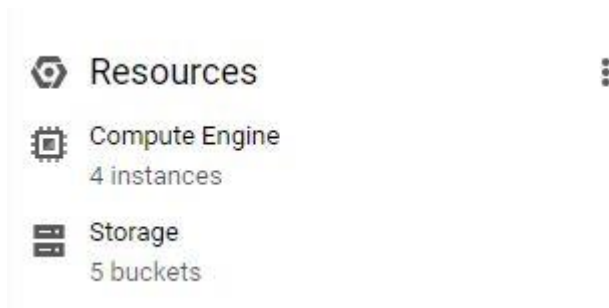 Resources
Compute Engine
4 instances
Storage
5 buckets